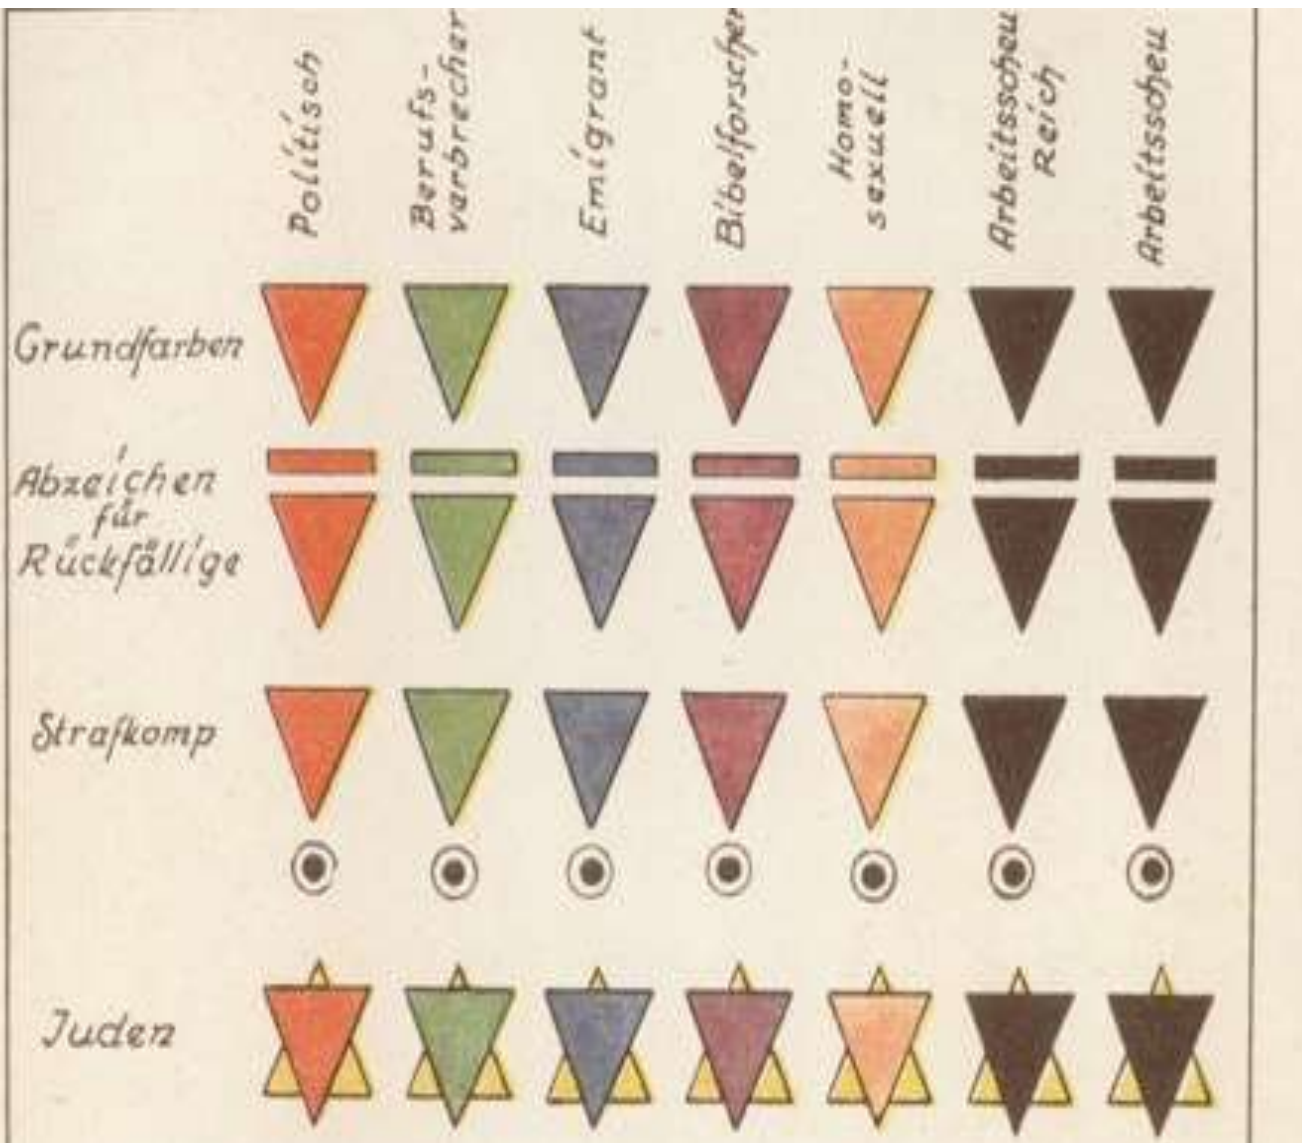 Politisch
Berufs-
verbrecher
Emigrant
Bibelforscher
Homo-
sexuell
Arbeitsscheu
Reich
Arbeitsscheu
Grundfarben
Abzeichen
für
Rückfällige
Strafkomp
Juden